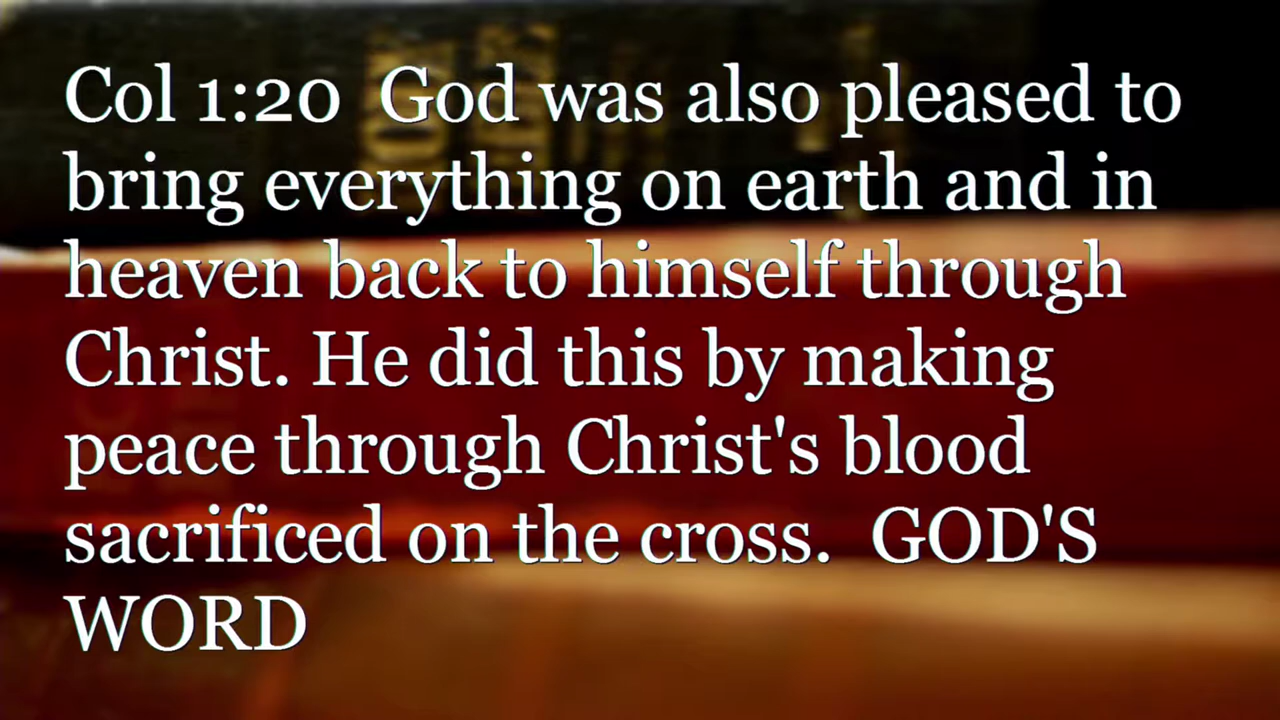 Col 1:20  God was also pleased to
bring everything on earth and in
heaven back to himself through
Christ. He did this by making
peace through Christ's blood
sacrificed on the cross.  GOD'S
WORD